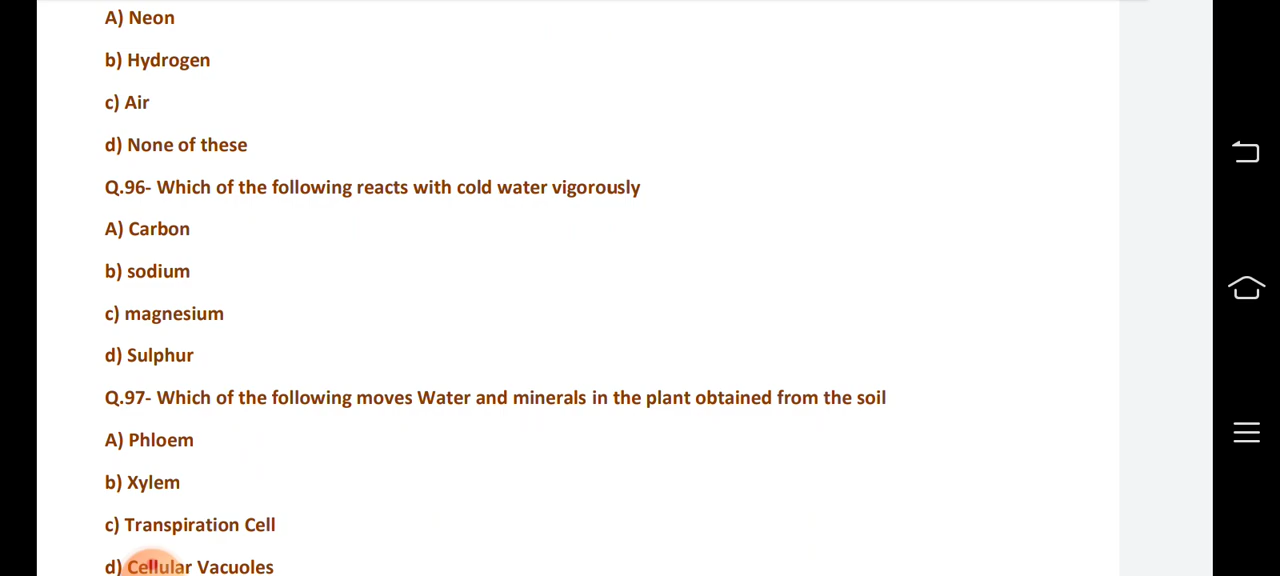 A) Neon
b) Hydrogen
c) Air
d) None of these
Q.96- Which of the following reacts with cold water vigorously
A) Carbon
b) sodium
c) magnesium
d) Sulphur
Q.97- Which of the following moves Water and minerals in the plant obtained from the soil
A) Phloem
b) Xylem
c) Transpiration Cell
d) Cellular Vacuoles